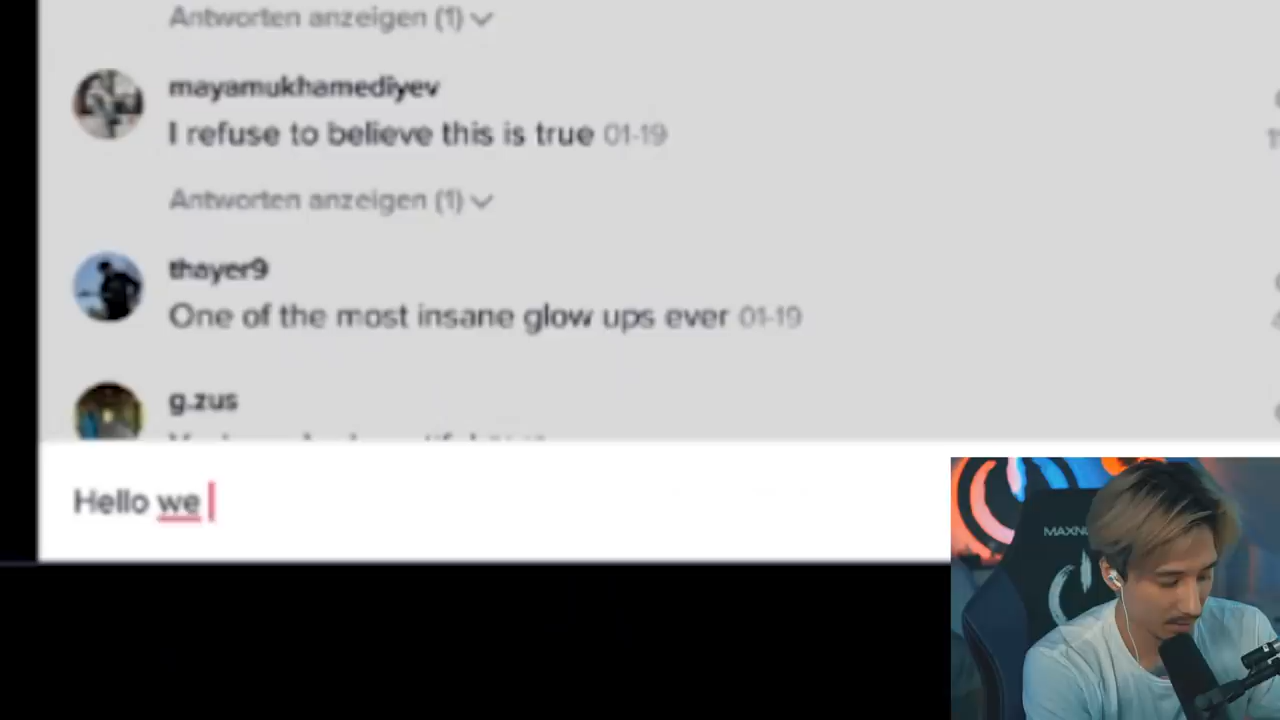 Antworten anzeigen (1)
mayamukhamediyev
I refuse to believe this is true 01-19
Antworten anzeigen (1)
thayer9
One of the most insane glow ups ever 01-19
g.zus
Hello we